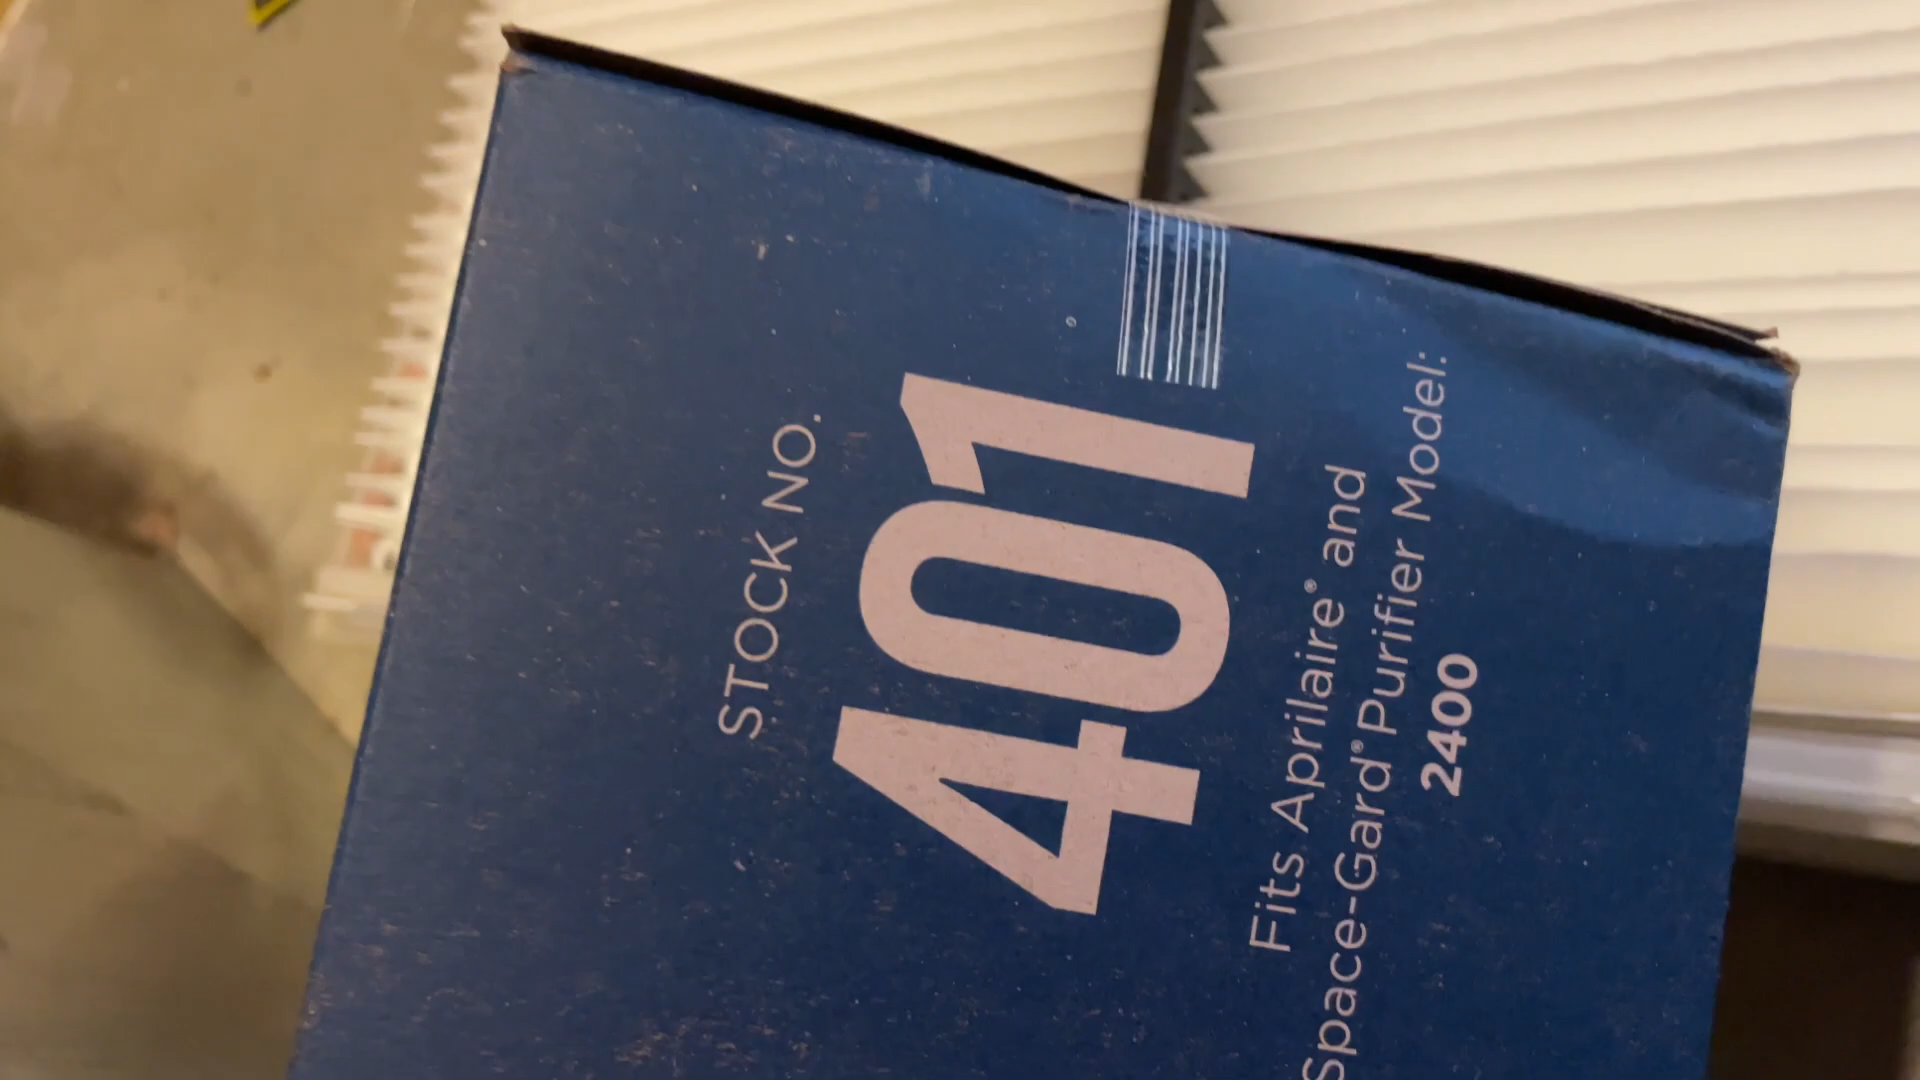 STOCK NO.
401
Fits Aprilaire® and
Space-Gard® Purifier Model:
2400